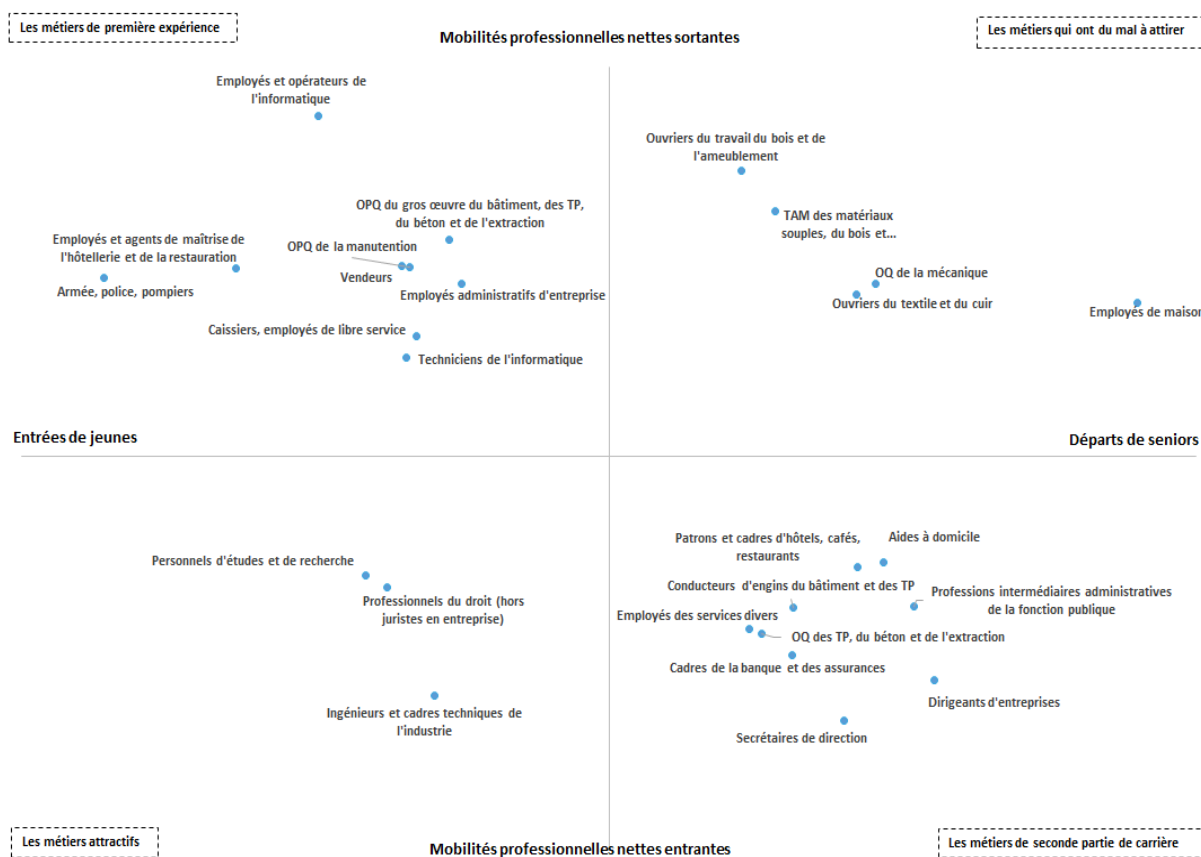 Les métiers de première expérience
Mobilités professionnelles nettes sortantes
Les métiers qui ont du mal à attirer
Employés et opérateurs de
l'informatique
Ouvriers du travail du bois et de
l'ameublement
OPQ du gros œuvre du bâtiment, des TP,
du béton et de l'extraction
TAM des matériaux
souples, du bois et...
Employés et agents de maîtrise de
l'hôtellerie et de la restauration
OPQ de la manutention
Vendeurs
OQ de la mécanique
Armée, police, pompiers
Employés administratifs d'entreprise
Ouvriers du textile et du cuir
Employés de maison
Caissiers, employés de libre service
Techniciens de l'informatique
Entrées de jeunes
Départs de seniors
Patrons et cadres d'hôtels, cafés,
restaurants
Aides à domicile
Personnels d'études et de recherche
Conducteurs d'engins du bâtiment et des TP
Professions intermédiaires administratives
de la fonction publique
Professionnels du droit (hors
juristes en entreprise)
Employés des services divers
OQ des TP, du béton et de l'extraction
Cadres de la banque et des assurances
Dirigeants d'entreprises
Ingénieurs et cadres techniques de
l'industrie
Secrétaires de direction
Les métiers attractifs
Mobilités professionnelles nettes entrantes
Les métiers de seconde partie de carrière